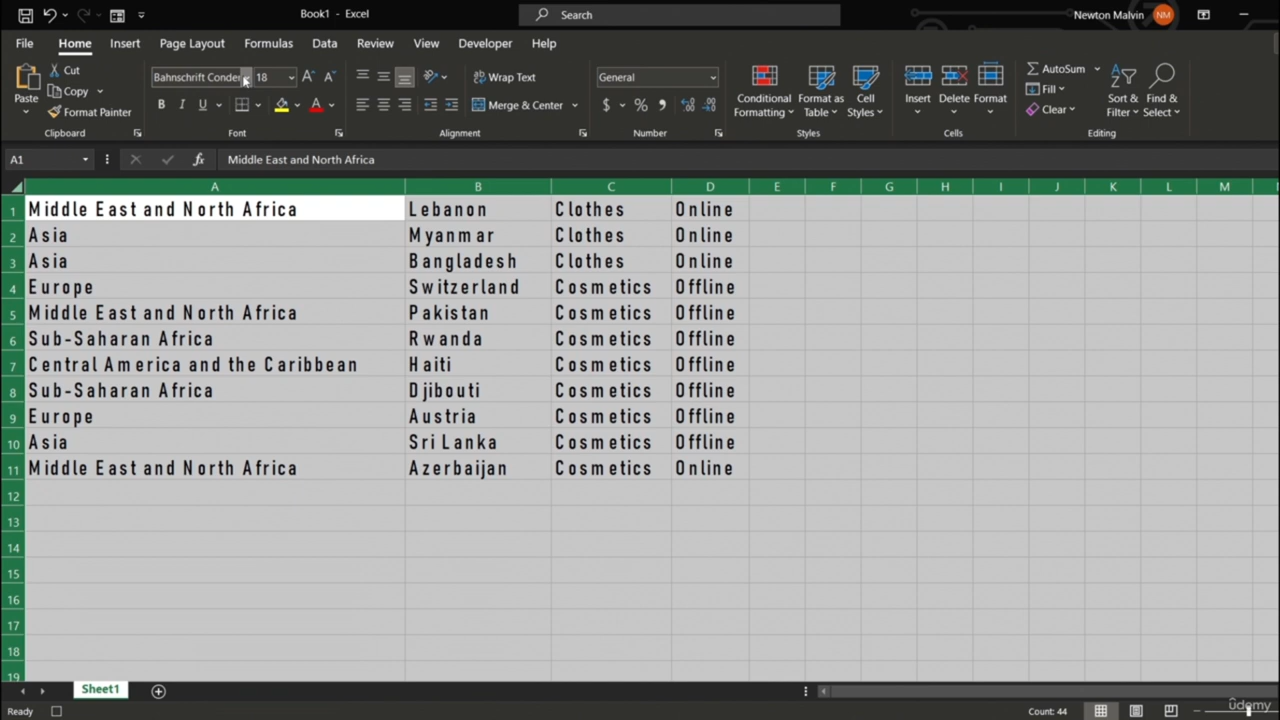 Book1 - Excel
Search
Newton Malvin NM
File Home Insert Page Layout Formulas Data Review View Developer Help
Paste
Cut
Copy
Format Painter
Clipboard
Bahnschrift Conden 18
B I U
Font
Wrap Text
Merge & Center
Alignment
General
$ %
Number
Conditional Formatting
Format as Table
Cell Styles
Styles
Insert Delete Format
Cells
AutoSum
Fill
Clear
Sort & Filter
Find & Select
Editing
A1 fx Middle East and North Africa
A B C D E F G H I J K L M
1 Middle East and North Africa Lebanon Clothes Online
2 Asia Myanmar Clothes Online
3 Asia Bangladesh Clothes Online
4 Europe Switzerland Cosmetics Offline
5 Middle East and North Africa Pakistan Cosmetics Offline
6 Sub-Saharan Africa Rwanda Cosmetics Offline
7 Central America and the Caribbean Haiti Cosmetics Offline
8 Sub-Saharan Africa Djibouti Cosmetics Offline
9 Europe Austria Cosmetics Offline
10 Asia Sri Lanka Cosmetics Offline
11 Middle East and North Africa Azerbaijan Cosmetics Online
12
13
14
15
16
17
18
19
Sheet1
Ready
Count: 44
udemy